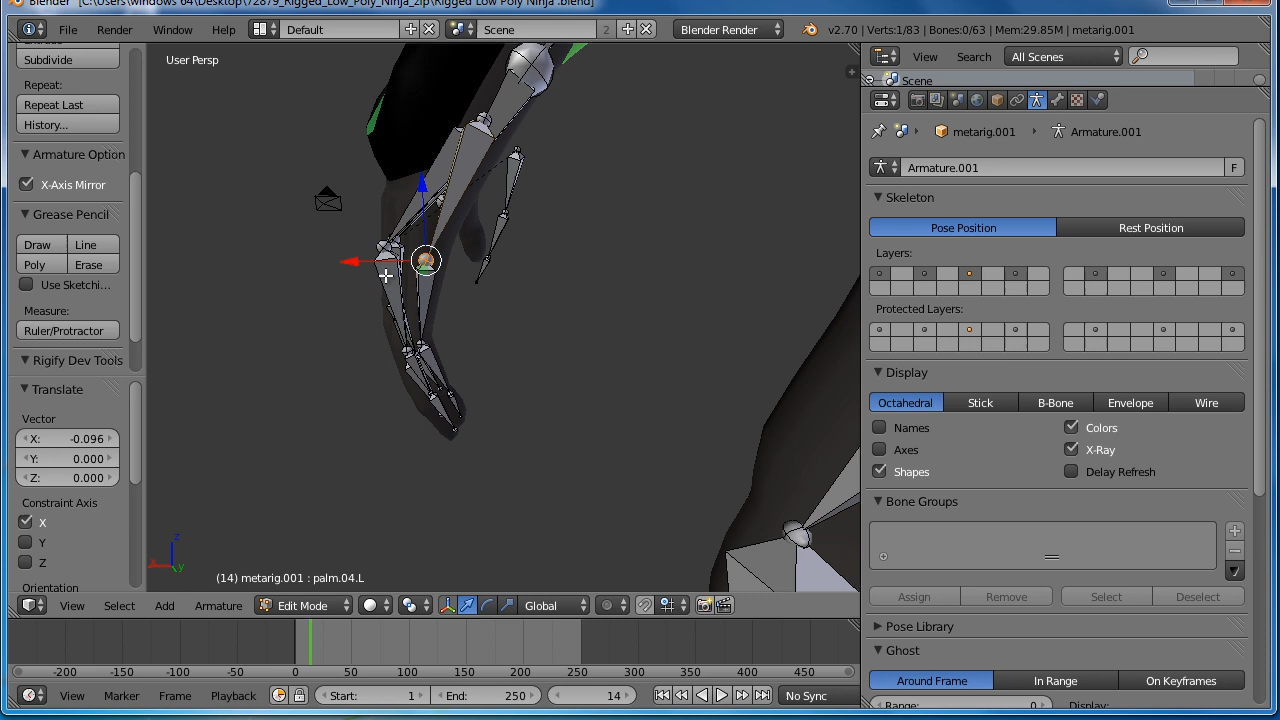 Blender [C:\Users\windows 64\Desktop\72879_Rigged_Low_Poly_Ninja_zip\Rigged Low Poly Ninja .blend]
File Render Window Help Default Scene 2 Blender Render v2.70 | Verts:1/83 | Bones:0/63 | Mem:29.85M | metarig.001
Subdivide
Repeat:
Repeat Last
History...
Armature Option
X-Axis Mirror
Grease Pencil
Draw Line
Poly Erase
Use Sketchi...
Measure:
Ruler/Protractor
Rigify Dev Tools
Translate
Vector
X: -0.096
Y: 0.000
Z: 0.000
Constraint Axis
X
Y
Z
Orientation
User Persp
z
x y
(14) metarig.001 : palm.04.L
View Select Add Armature Edit Mode Global
-200 -150 -100 -50 0 50 100 150 200 250 300 350 400 450
View Marker Frame Playback Start: 1 End: 250 14 No Sync
View Search All Scenes
Scene
metarig.001 Armature.001
Armature.001 F
Skeleton
Pose Position Rest Position
Layers:
Protected Layers:
Display
Octahedral Stick B-Bone Envelope Wire
Names Colors
Axes X-Ray
Shapes Delay Refresh
Bone Groups
Assign Remove Select Deselect
Pose Library
Ghost
Around Frame In Range On Keyframes
Range: 0 Display: